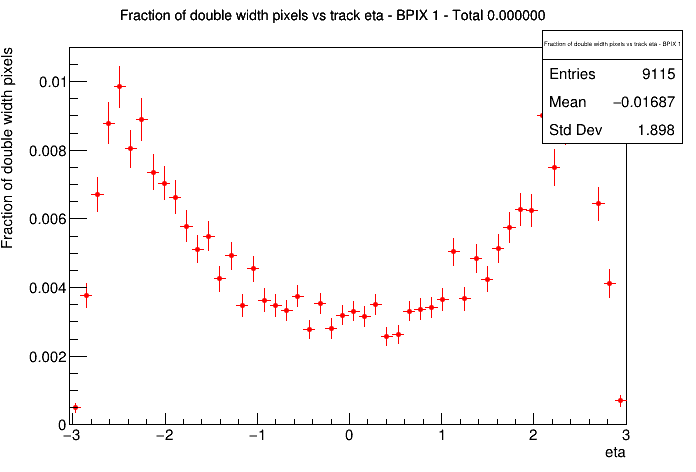 Fraction of double width pixels vs track eta - BPIX 1 - Total 0.000000
Fraction of double width pixels vs track eta - BPIX 1
Entries 9115
Mean −0.01687
Std Dev 1.898
Fraction of double width pixels
0.01
0.008
0.006
0.004
0.002
0
−3 −2 −1 0 1 2 3
eta